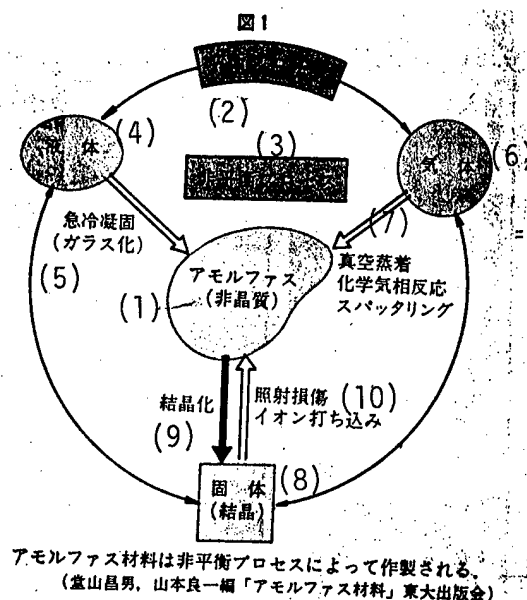 図1
(2)
(3)
(4)
液体
気体
(6)
急冷凝固
(ガラス化)
(5)
(7)
真空蒸着
化学気相反応
スパッタリング
アモルファス
(非晶質)
(1)
結晶化
(9)
照射損傷 (10)
イオン打ち込み
固体
(結晶)
(8)
アモルファス材料は非平衡プロセスによって作製される.
(堂山昌男, 山本良一編「アモルファス材料」東大出版会)